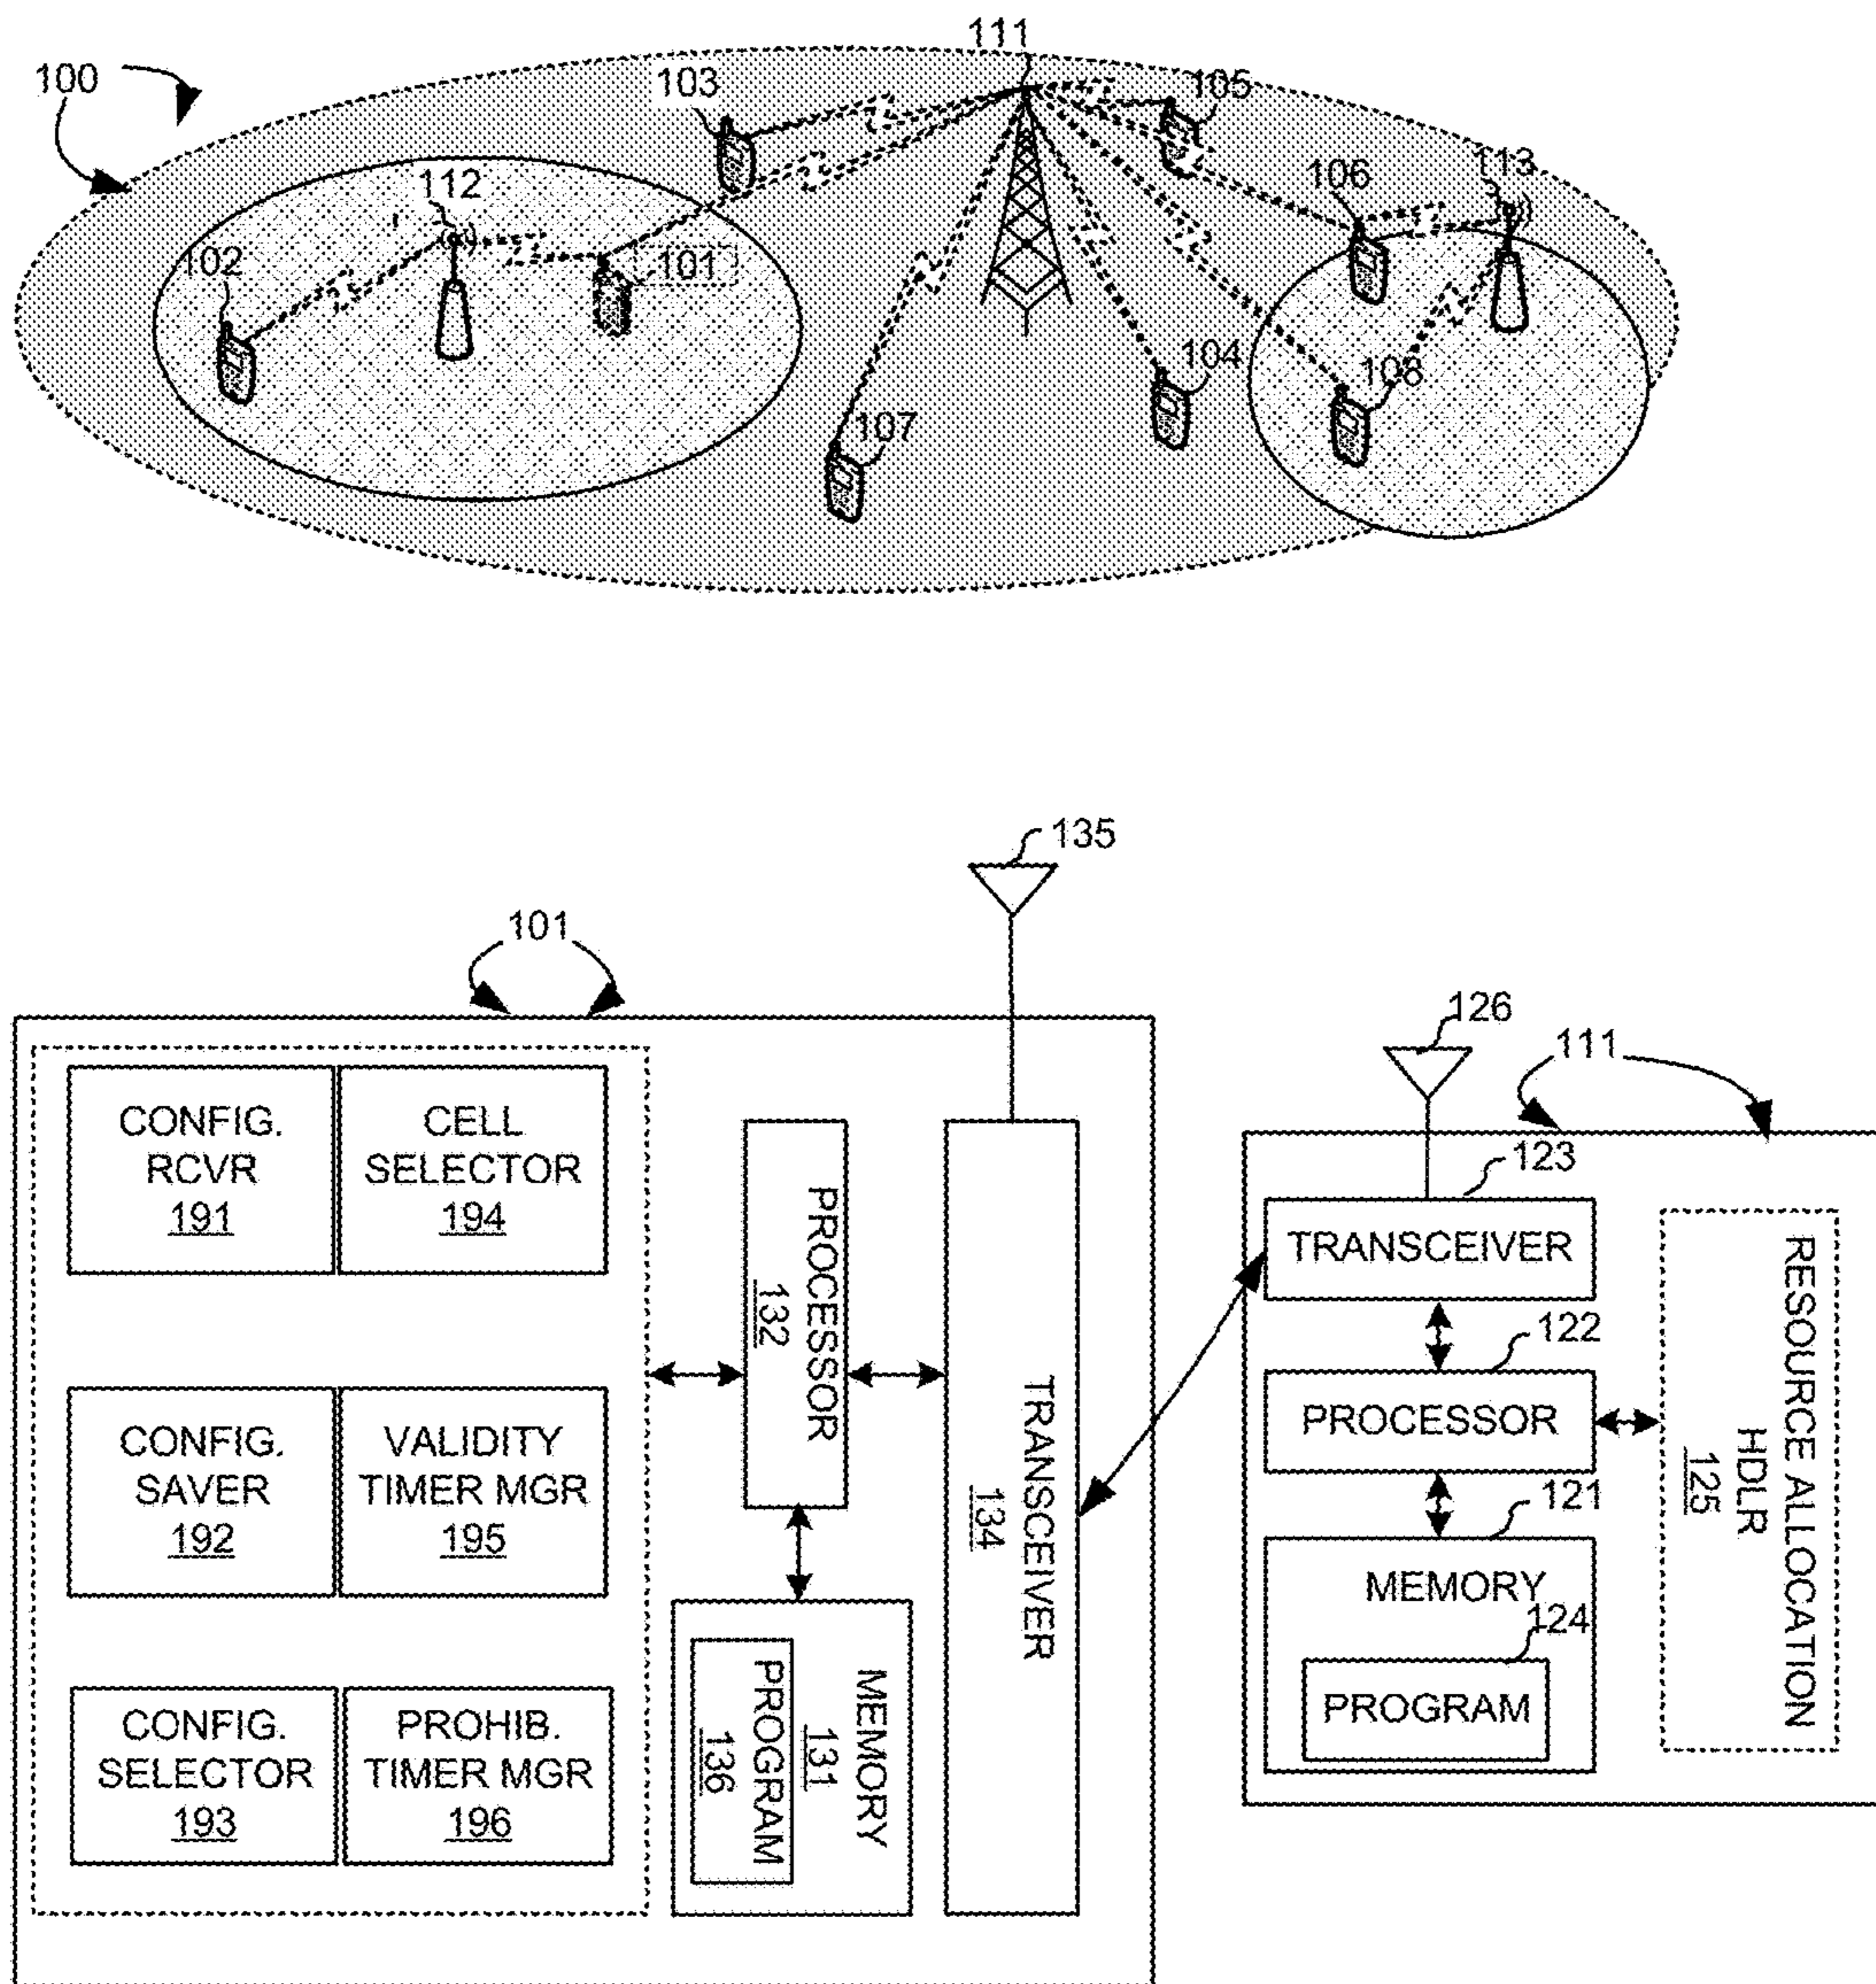 111
100
103
105
112
106
113
102
101
104
108
107
135
101
126
111
CONFIG.
RCVR
191
CELL
SELECTOR
194
CONFIG.
SAVER
192
VALIDITY
TIMER MGR
195
CONFIG.
SELECTOR
193
PROHIB.
TIMER MGR
196
PROCESSOR
132
MEMORY
131
PROGRAM
136
TRANSCEIVER
134
123
TRANSCEIVER
122
PROCESSOR
121
MEMORY
124
PROGRAM
RESOURCE ALLOCATION
HDLR
125